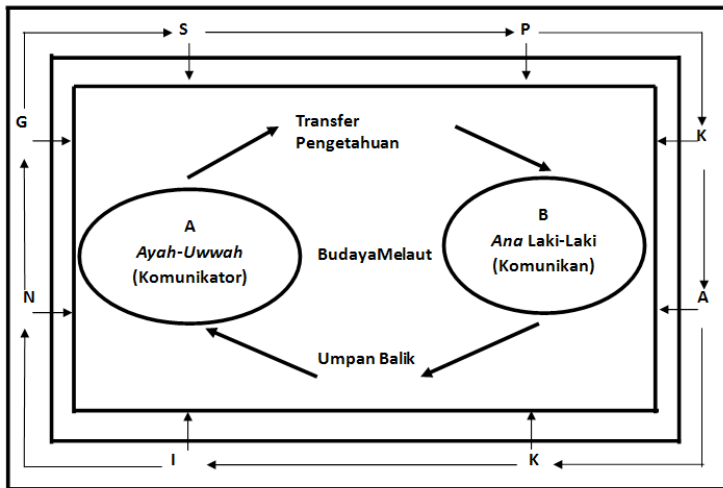 S P
Transfer
Pengetahuan
G K
A
Ayah-Uwwah
(Komunikator)
BudayaMelaut
B
Ana Laki-Laki
(Komunikan)
N A
Umpan Balik
I K